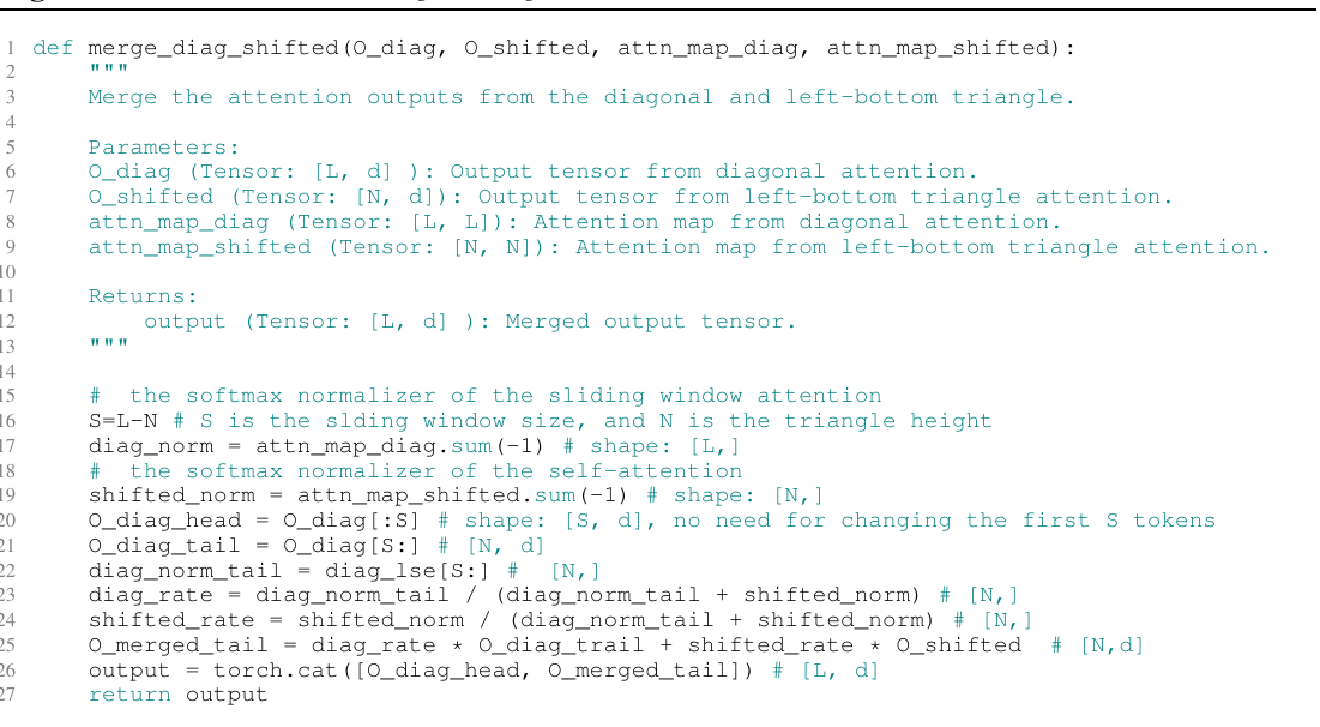 1 def merge_diag_shifted(O_diag, O_shifted, attn_map_diag, attn_map_shifted):
2 """
3 Merge the attention outputs from the diagonal and left-bottom triangle.
4
5 Parameters:
6 O_diag (Tensor: [L, d] ): Output tensor from diagonal attention.
7 O_shifted (Tensor: [N, d]): Output tensor from left-bottom triangle attention.
8 attn_map_diag (Tensor: [L, L]): Attention map from diagonal attention.
9 attn_map_shifted (Tensor: [N, N]): Attention map from left-bottom triangle attention.
10
11 Returns:
12 output (Tensor: [L, d] ): Merged output tensor.
13 """
14
15 # the softmax normalizer of the sliding window attention
16 S=L-N # S is the slding window size, and N is the triangle height
17 diag_norm = attn_map_diag.sum(-1) # shape: [L,]
18 # the softmax normalizer of the self-attention
19 shifted_norm = attn_map_shifted.sum(-1) # shape: [N,]
20 O_diag_head = O_diag[:S] # shape: [S, d], no need for changing the first S tokens
21 O_diag_tail = O_diag[S:] # [N, d]
22 diag_norm_tail = diag_lse[S:] # [N,]
23 diag_rate = diag_norm_tail / (diag_norm_tail + shifted_norm) # [N,]
24 shifted_rate = shifted_norm / (diag_norm_tail + shifted_norm) # [N,]
25 O_merged_tail = diag_rate * O_diag_trail + shifted_rate * O_shifted # [N,d]
26 output = torch.cat([O_diag_head, O_merged_tail]) # [L, d]
27 return output